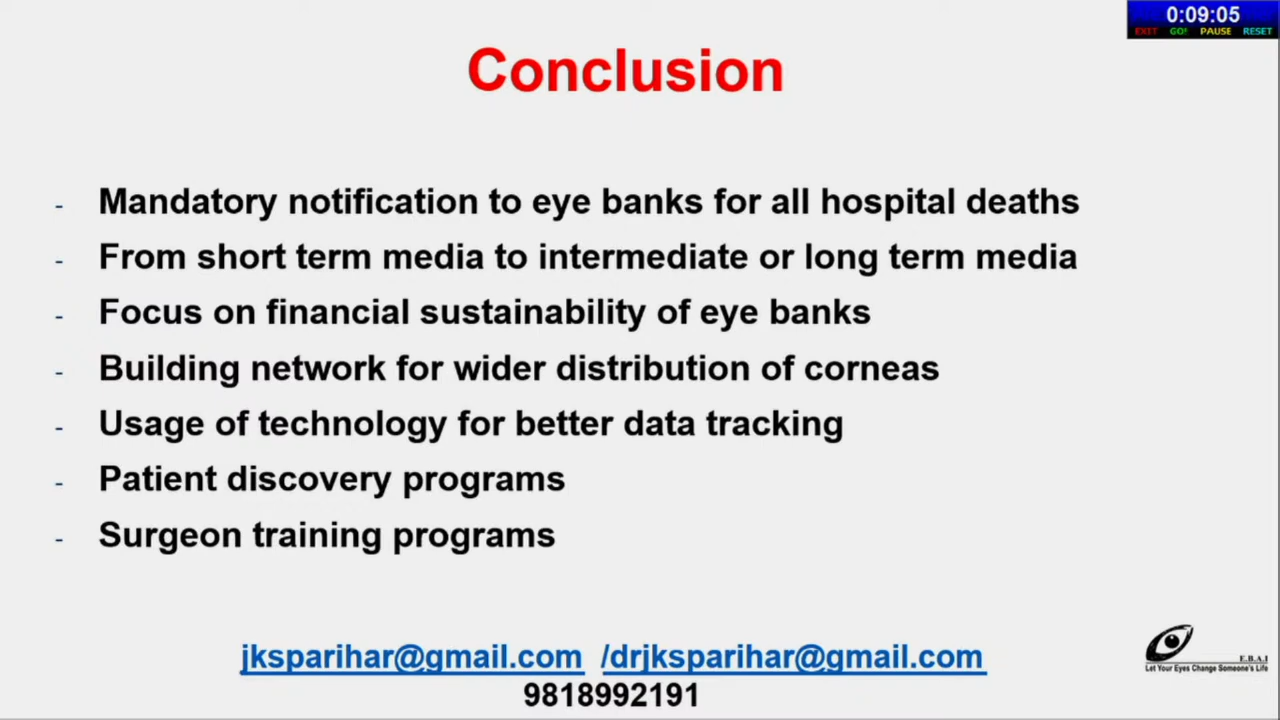 0:09:05
EXIT GO! PAUSE RESET
Conclusion
- Mandatory notification to eye banks for all hospital deaths
- From short term media to intermediate or long term media
- Focus on financial sustainability of eye banks
- Building network for wider distribution of corneas
- Usage of technology for better data tracking
- Patient discovery programs
- Surgeon training programs
jksparihar@gmail.com /drjksparihar@gmail.com
9818992191
E.B.A.I
Let Your Eyes Change Someone's Life